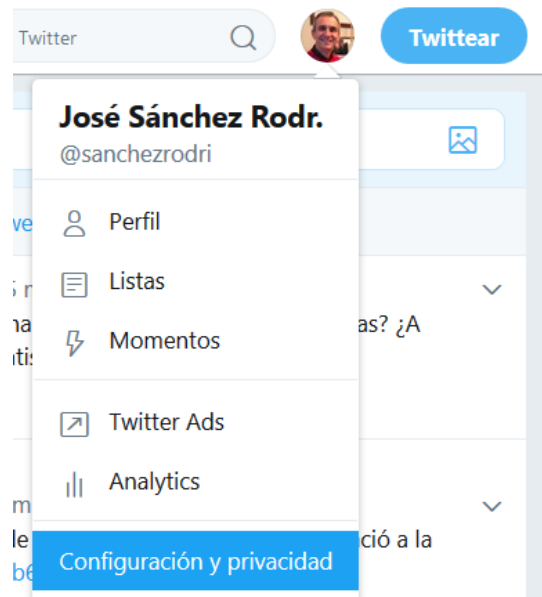 Twitter
Twittear
José Sánchez Rodr.
@sanchezrodri
Perfil
Listas
as? ¿A
Momentos
Twitter Ads
Analytics
ció a la
Configuración y privacidad